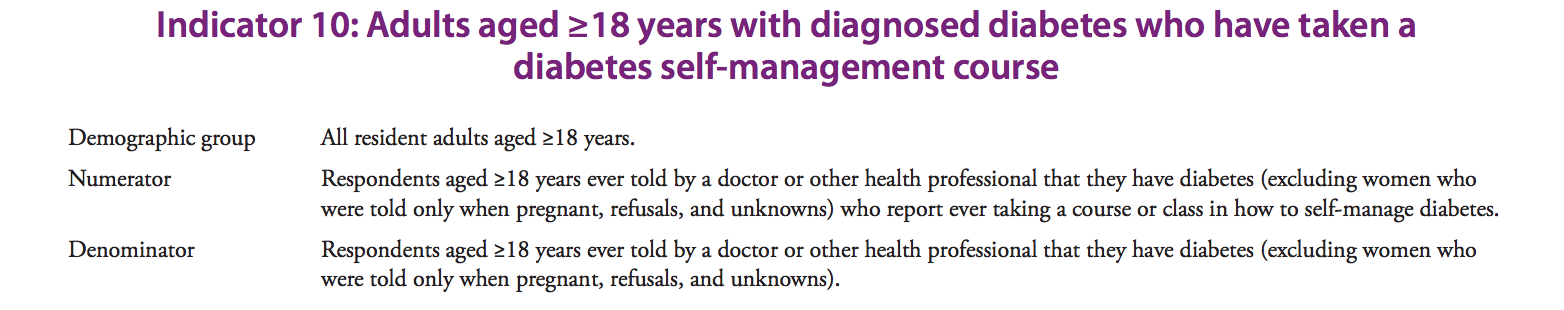 Indicator 10: Adults aged ≥18 years with diagnosed diabetes who have taken a
diabetes self-management course
Demographic group All resident adults aged ≥18 years.
Numerator Respondents aged ≥18 years ever told by a doctor or other health professional that they have diabetes (excluding women who
were told only when pregnant, refusals, and unknowns) who report ever taking a course or class in how to self-manage diabetes.
Denominator Respondents aged ≥18 years ever told by a doctor or other health professional that they have diabetes (excluding women who
were told only when pregnant, refusals, and unknowns).